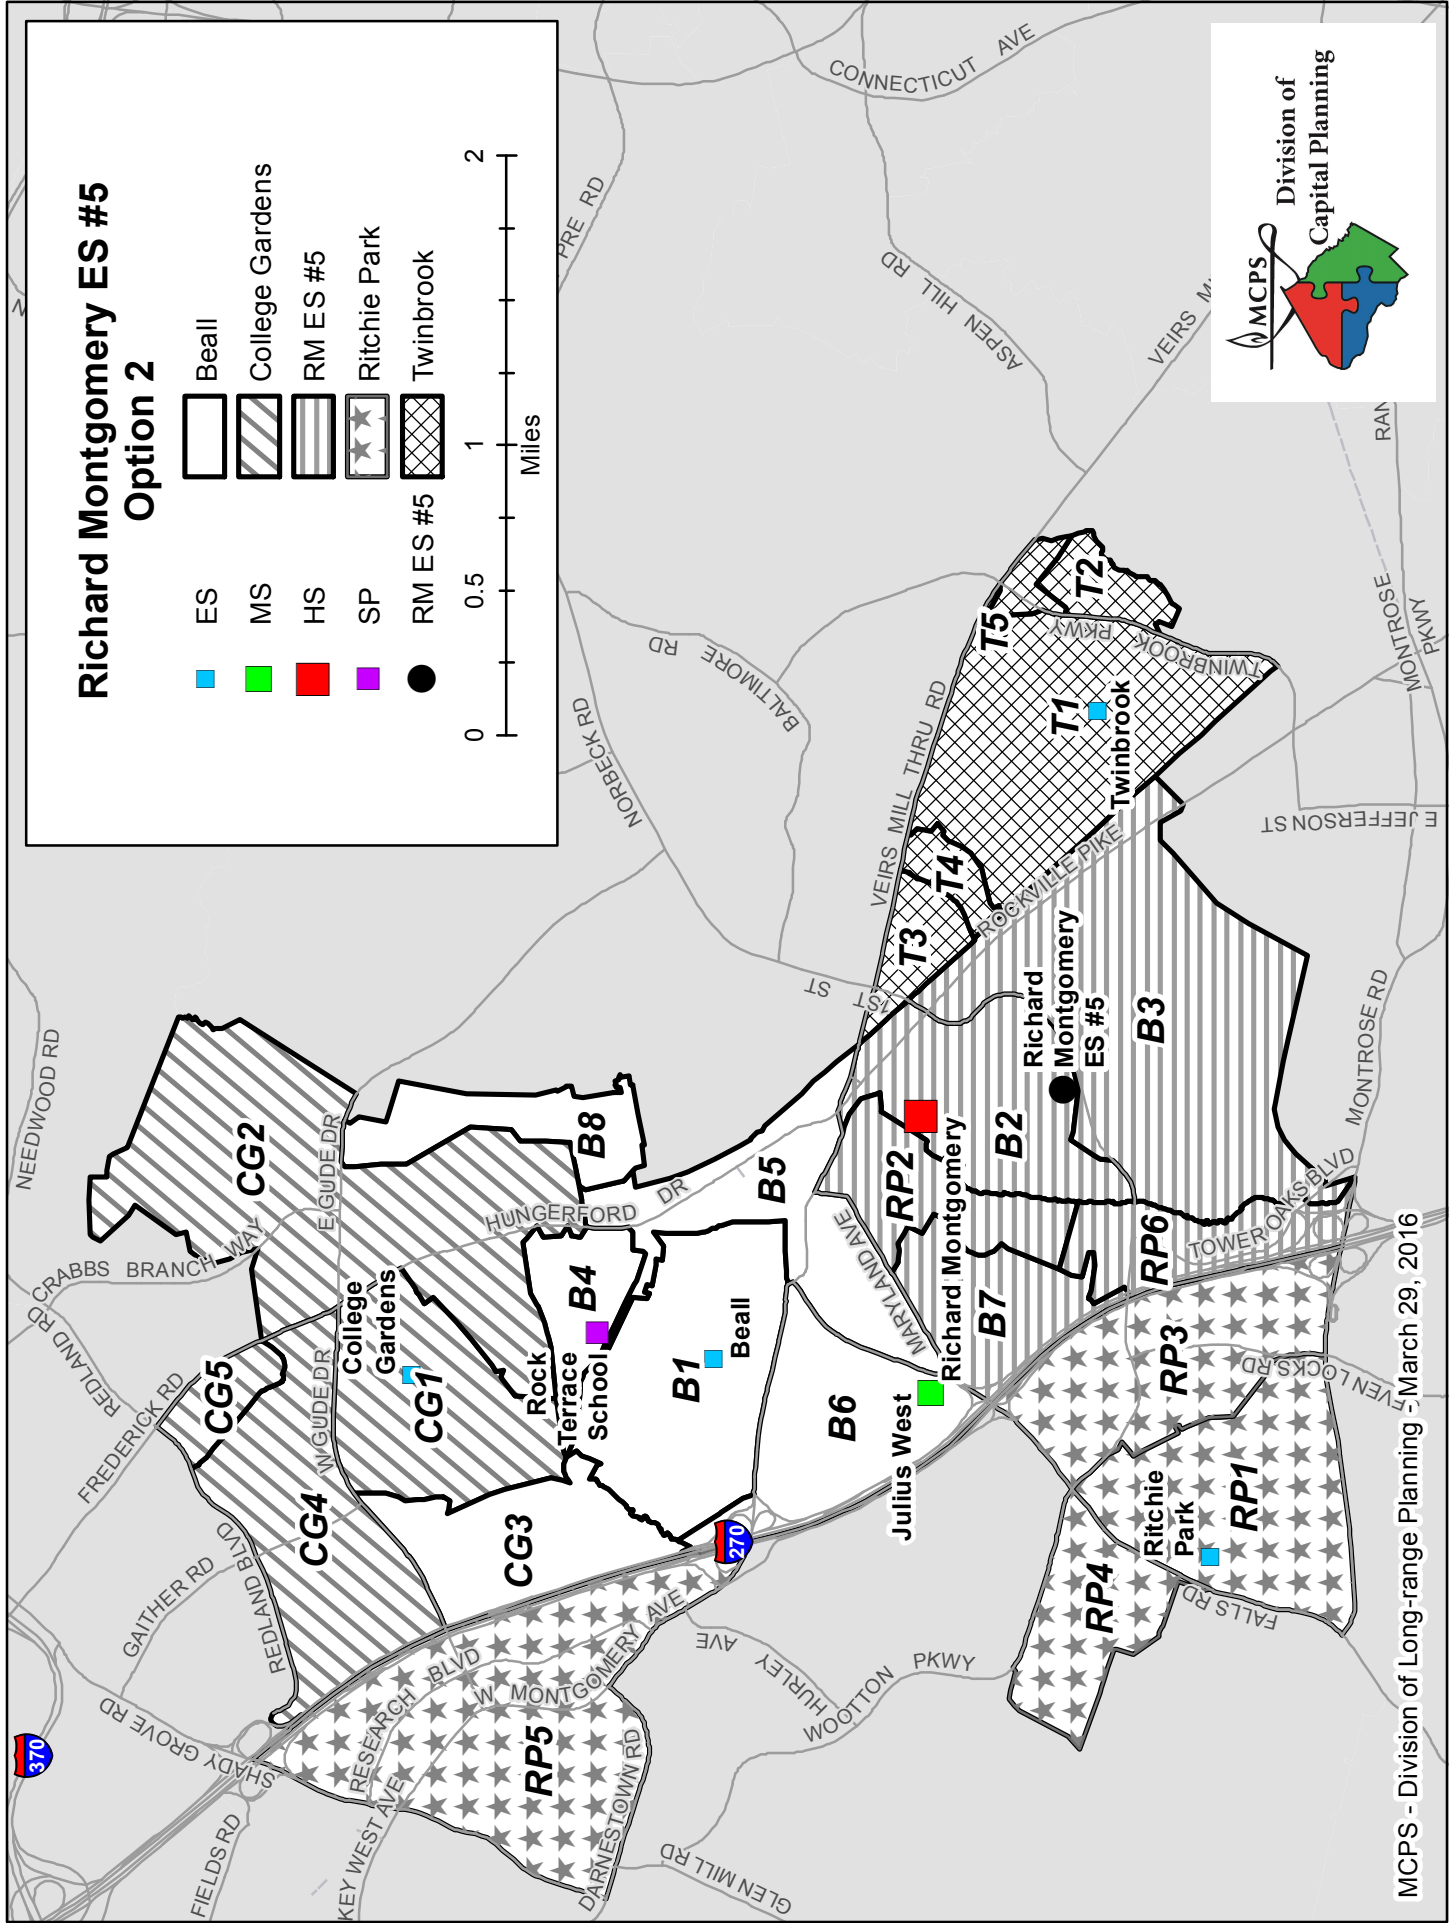 Richard Montgomery ES #5
Option 2
ES
MS
HS
SP
RM ES #5
Beall
College Gardens
RM ES #5
Ritchie Park
Twinbrook
0
0.5
1
2
Miles
370
SHADY GROVE RD
FIELDS RD
KEY WEST AVE
GAITHER RD
REDLAND BLVD
FREDERICK RD
REDLAND RD
CRABBS BRANCH WAY
NEEDWOOD RD
CG2
CG5
CG4
W GUDE DR
E GUDE DR
College
Gardens
CG1
CG3
RESEARCH BLVD
W MONTGOMERY AVE
RP5
DARNESTOWN RD
GLEN MILL RD
HURLEY AVE
WOOTTON PKWY
270
HUNGERFORD DR
B8
B4
Rock
Terrace
School
B1
Beall
B5
B6
Julius West
MARYLAND AVE
Richard Montgomery
RP2
B7
B2
Richard
Montgomery
ES #5
B3
RP6
TOWER OAKS BLVD
RP3
SEVEN LOCKS RD
RP1
Ritchie
Park
RP4
FALLS RD
MONTROSE RD
1ST ST
T3
T4
ROCKVILLE PIKE
VEIRS MILL THRU RD
T1
Twinbrook
T5
T2
TWINBROOK PKWY
NORBECK RD
BALTIMORE RD
PRE RD
CONNECTICUT AVE
ASPEN HILL RD
VEIRS M
E JEFFERSON ST
MONTROSE PKWY
RAN
MCPS
Division of
Capital Planning
MCPS - Division of Long-range Planning - March 29, 2016